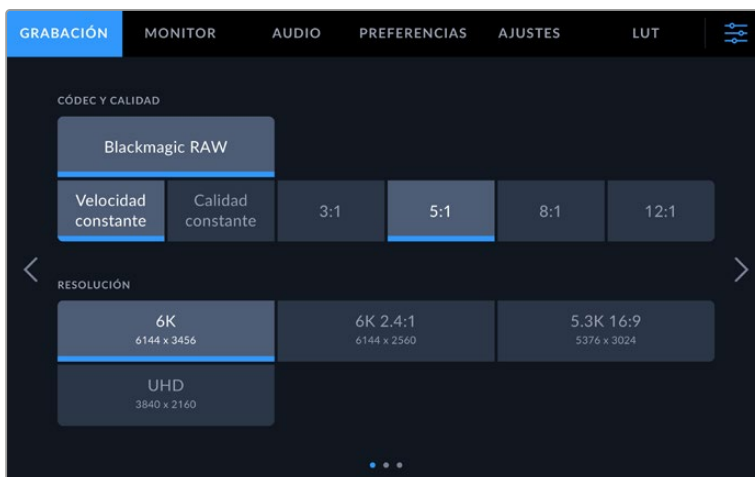 GRABACIÓN MONITOR AUDIO PREFERENCIAS AJUSTES LUT
CÓDEC Y CALIDAD
Blackmagic RAW
Velocidad constante
Calidad constante
3:1
5:1
8:1
12:1
RESOLUCIÓN
6K
6144 x 3456
6K 2.4:1
6144 x 2560
5.3K 16:9
5376 x 3024
UHD
3840 x 2160